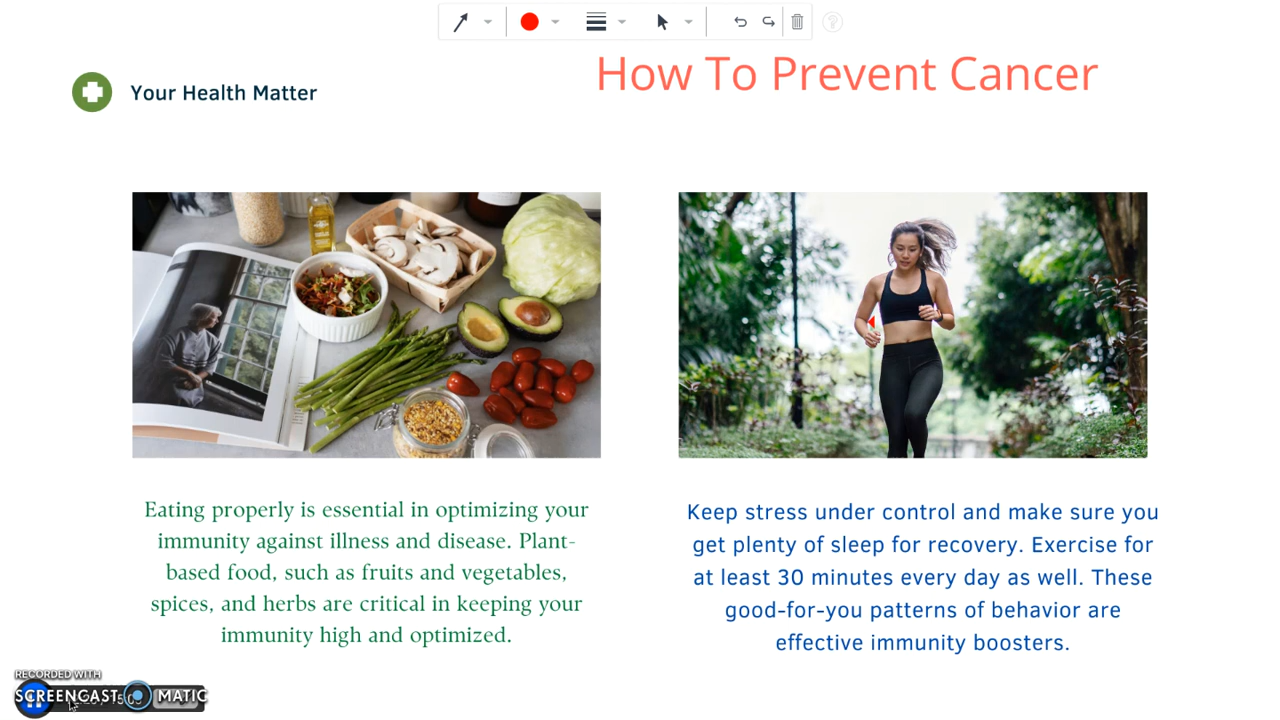 How To Prevent Cancer
Your Health Matter
Eating properly is essential in optimizing your
immunity against illness and disease. Plant-
based food, such as fruits and vegetables,
spices, and herbs are critical in keeping your
immunity high and optimized.
Keep stress under control and make sure you
get plenty of sleep for recovery. Exercise for
at least 30 minutes every day as well. These
good-for-you patterns of behavior are
effective immunity boosters.
RECORDED WITH
SCREENCAST MATIC